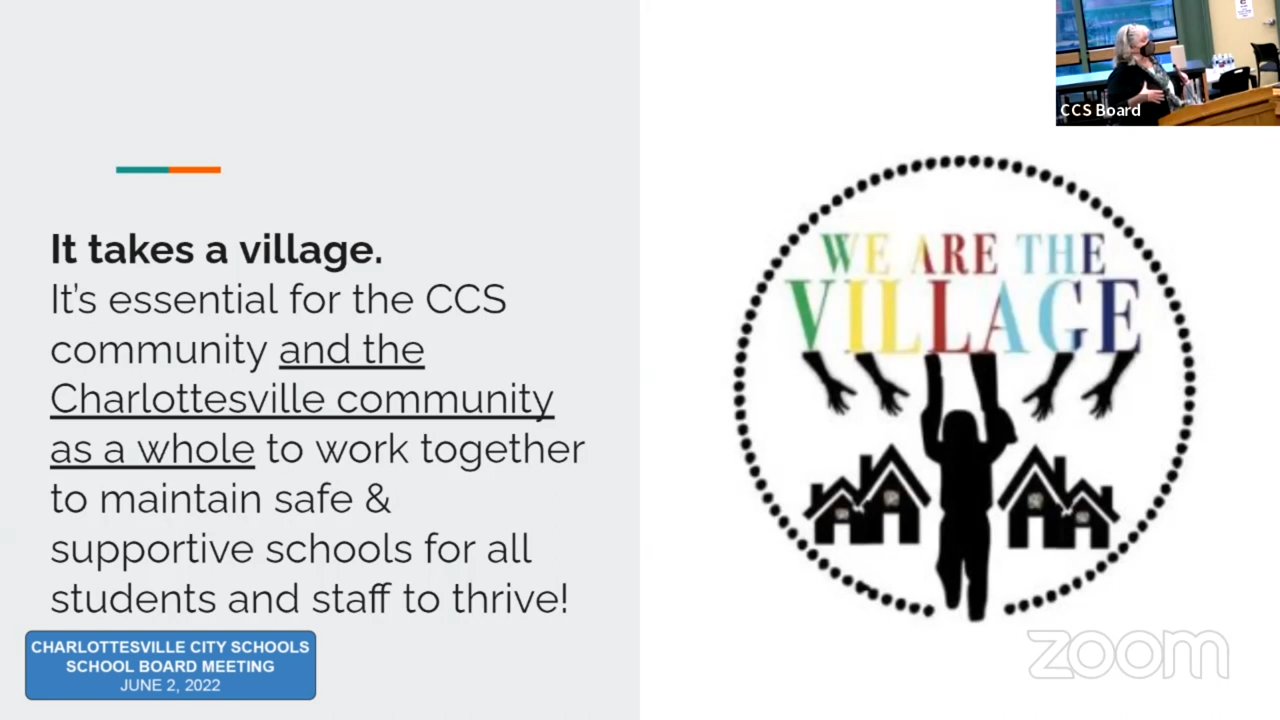 It takes a village.
It's essential for the CCS
community and the
Charlottesville community
as a whole to work together
to maintain safe &
supportive schools for all
students and staff to thrive!
CHARLOTTESVILLE CITY SCHOOLS
SCHOOL BOARD MEETING
JUNE 2, 2022
CCS Board
WE ARE THE
VILLAGE
zoom